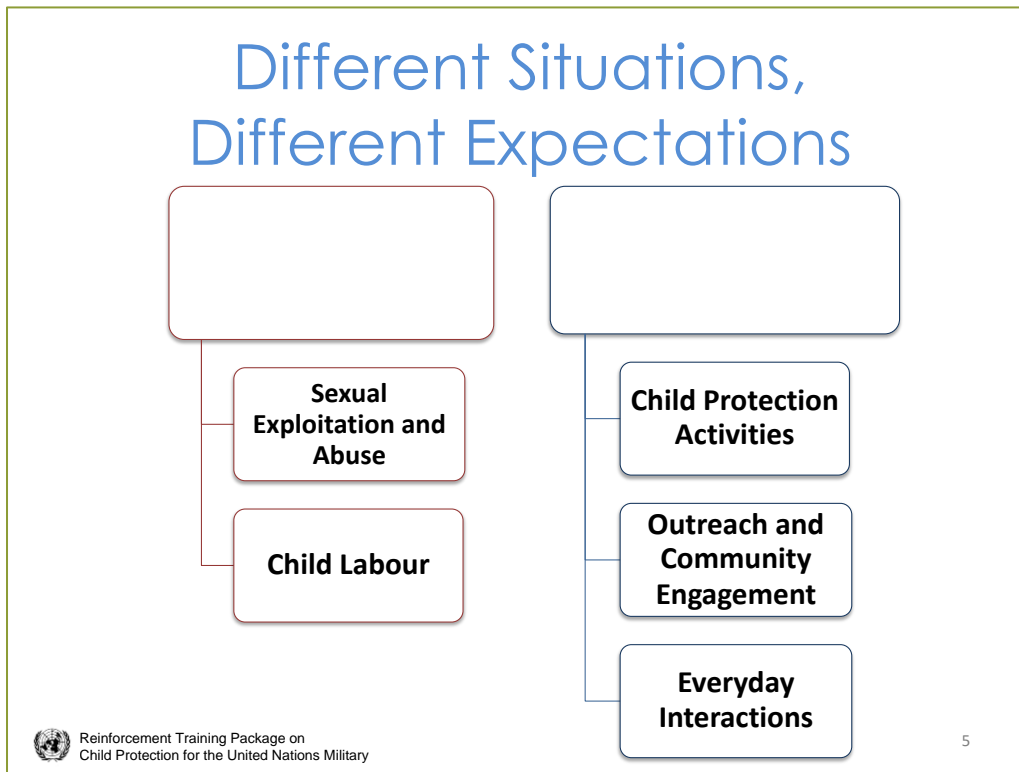 Different Situations,
Different Expectations
Sexual
Exploitation and
Abuse
Child Labour
Child Protection
Activities
Outreach and
Community
Engagement
Everyday
Interactions
Reinforcement Training Package on
Child Protection for the United Nations Military
5